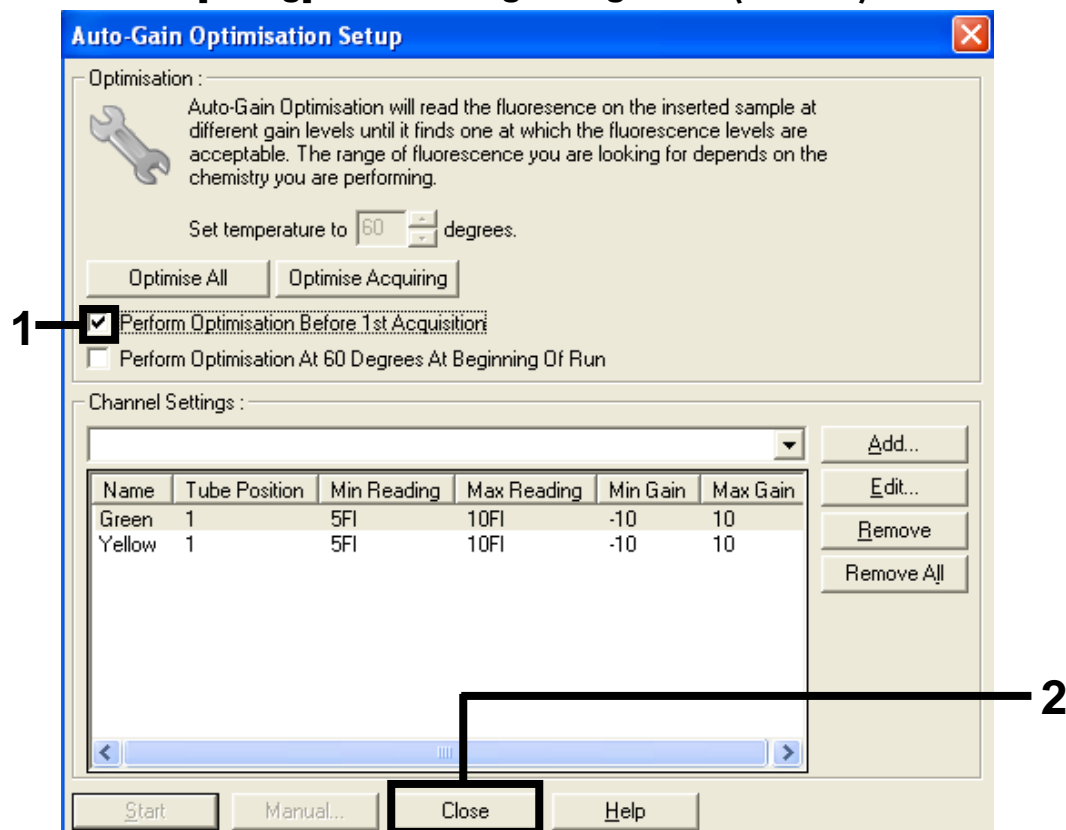 Auto-Gain Optimisation Setup
Optimisation :
Auto-Gain Optimisation will read the fluoresence on the inserted sample at
different gain levels until it finds one at which the fluorescence levels are
acceptable. The range of fluorescence you are looking for depends on the
chemistry you are performing.
Set temperature to 60 degrees.
Optimise All Optimise Acquiring
1
Perform Optimisation Before 1st Acquisition
Perform Optimisation At 60 Degrees At Beginning Of Run
Channel Settings :
Add...
Name Tube Position Min Reading Max Reading Min Gain Max Gain
Edit...
Green 1 5Fl 10Fl -10 10
Remove
Yellow 1 5Fl 10Fl -10 10
Remove All
2
Start Manual... Close Help